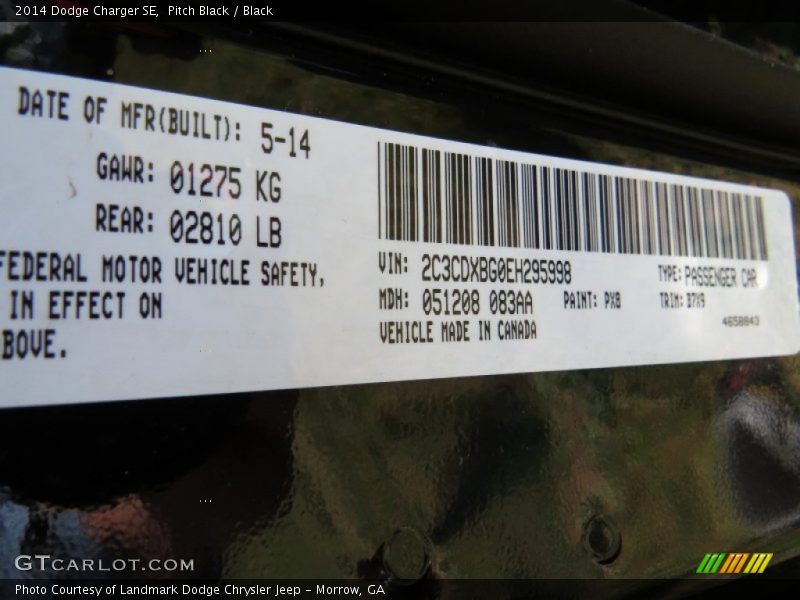 2014 Dodge Charger SE,  Pitch Black / Black
DATE OF MFR(BUILT): 5-14
GAWR: 01275 KG
REAR: 02810 LB
FEDERAL MOTOR VEHICLE SAFETY,
IN EFFECT ON
BOVE.
VIN: 2C3CDXBG0EH295998
TYPE: PASSENGER CAR
MDH: 051208 083AA
PAINT: PX8
TRIM: B7X9
VEHICLE MADE IN CANADA
4658843
GTCARLOT.COM
Photo Courtesy of Landmark Dodge Chrysler Jeep - Morrow, GA